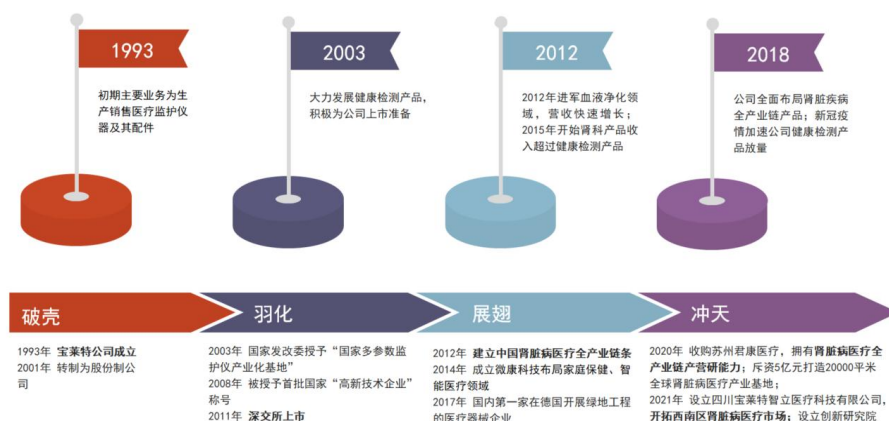 1993
初期主要业务为生
产销售医疗监护仪
器及其配件
2003
大力发展健康检测产品，
积极为公司上市准备
2012
2012年进军血液净化领
域，营收快速增长；
2015年开始肾科产品收
入超过健康检测产品
2018
公司全面布局肾脏疾病
全产业链产品；新冠疫
情加速公司健康检测产
品放量
破壳
1993年 宝莱特公司成立
2001年 转制为股份制公
司
羽化
2003年 国家发改委授予“国家多参数监
护仪产业化基地”
2008年 被授予首批国家“高新技术企业”
称号
2011年 深交所上市
展翅
2012年 建立中国肾脏病医疗全产业链条
2014年 成立微康科技布局家庭保健、智
能医疗领域
2017年 国内第一家在德国开展绿地工程
的医疗器械企业
冲天
2020年 收购苏州君康医疗，拥有肾脏病医疗全
产业链产营研能力；斥资5亿元打造20000平米
全球肾脏病医疗产业基地；
2021年 设立四川宝莱特智立医疗科技有限公司，
开拓西南区肾脏病医疗市场；设立创新研究院